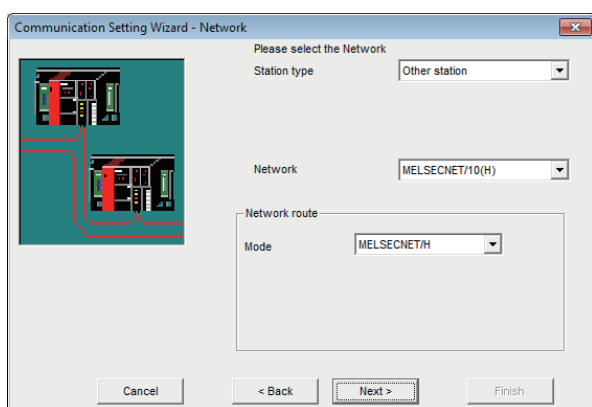 Communication Setting Wizard - Network
Please select the Network
Station type
Other station
Network
MELSECNET/10(H)
Network route
Mode
MELSECNET/H
Cancel
< Back
Next >
Finish